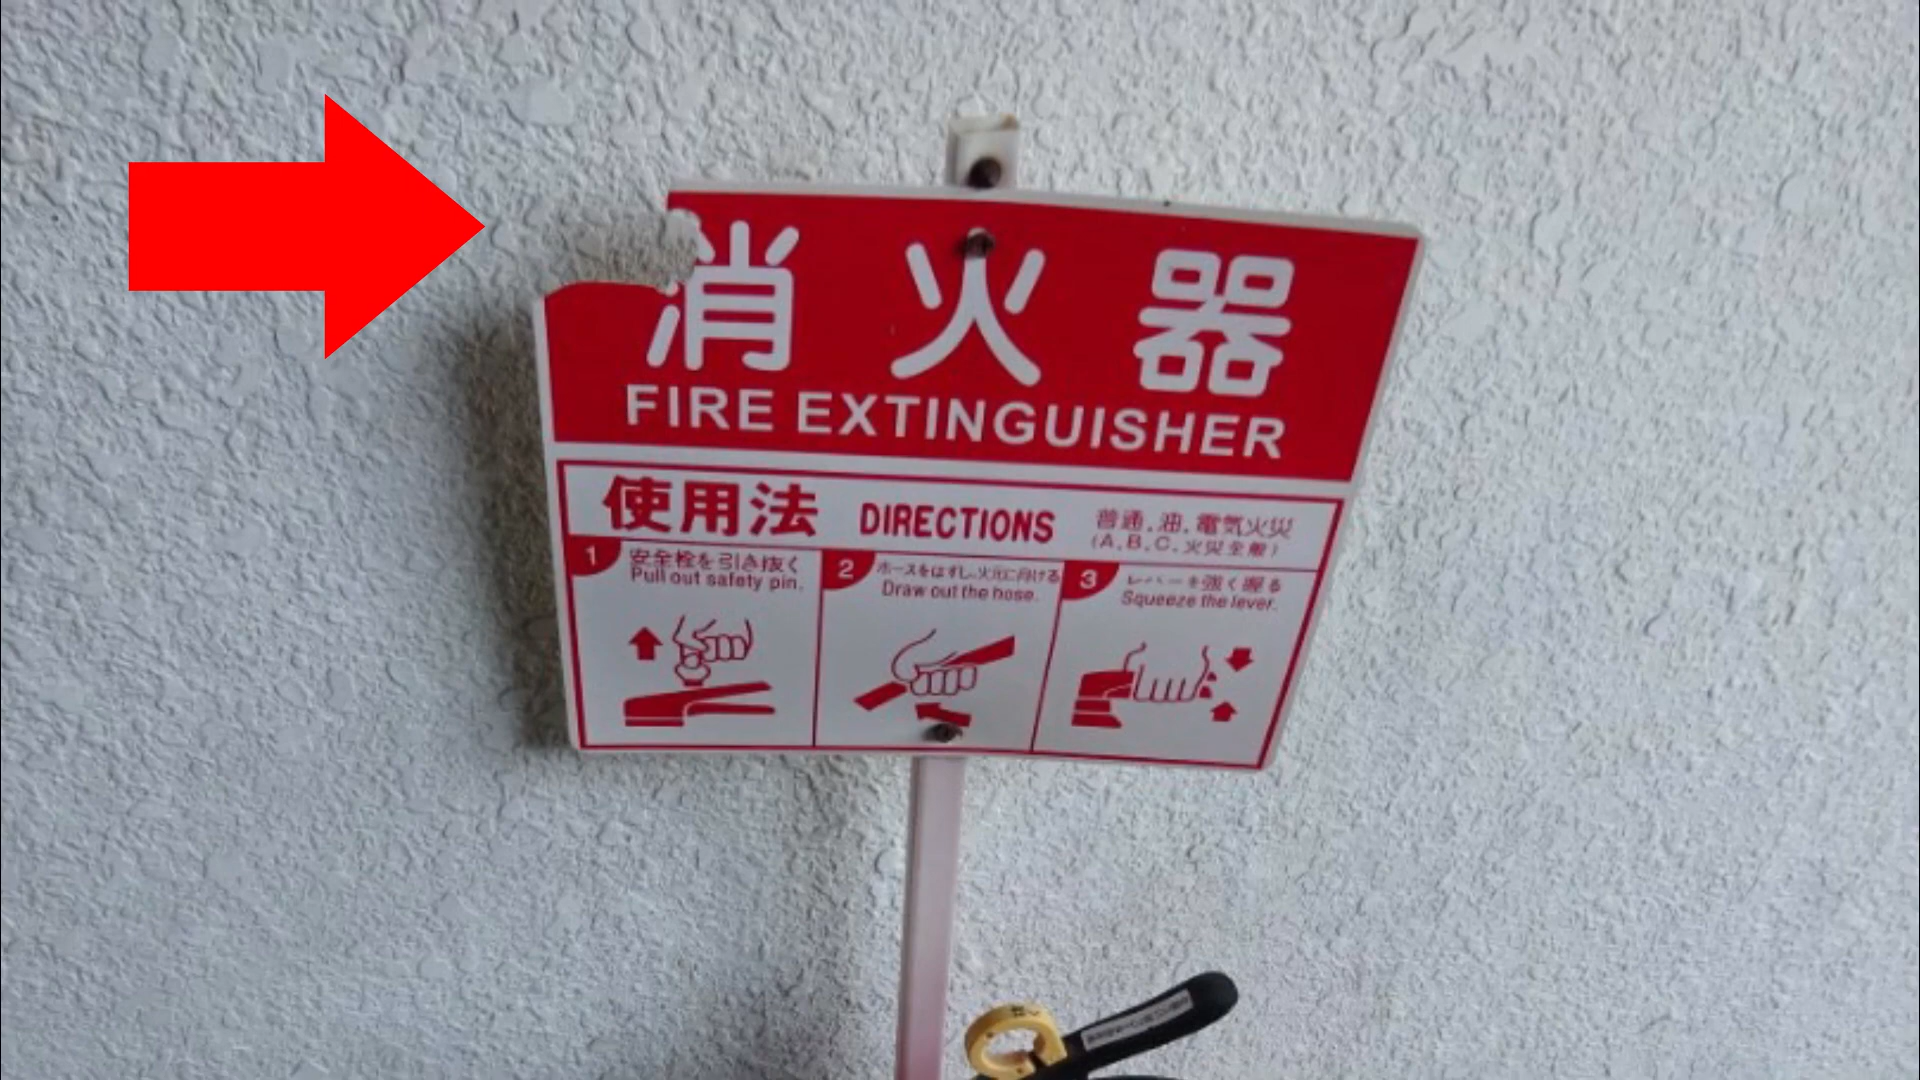 消火器
FIRE EXTINGUISHER
使用法 DIRECTIONS
普通、油、電気火災
(A、B、C、火災全般)
1 安全栓を引き抜く
Pull out safety pin.
2 ホースをはずし、火元に向ける
Draw out the hose.
3 レバーを強く握る
Squeeze the lever.